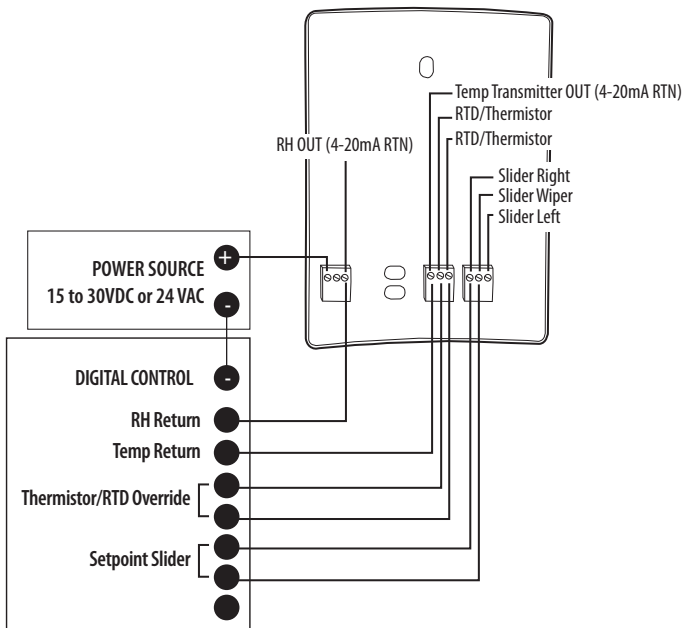 Temp Transmitter OUT (4-20mA RTN)
RTD/Thermistor
RTD/Thermistor
RH OUT (4-20mA RTN)
Slider Right
Slider Wiper
Slider Left
+
POWER SOURCE
15 to 30VDC or 24 VAC
-
DIGITAL CONTROL -
RH Return
Temp Return
Thermistor/RTD Override
Setpoint Slider